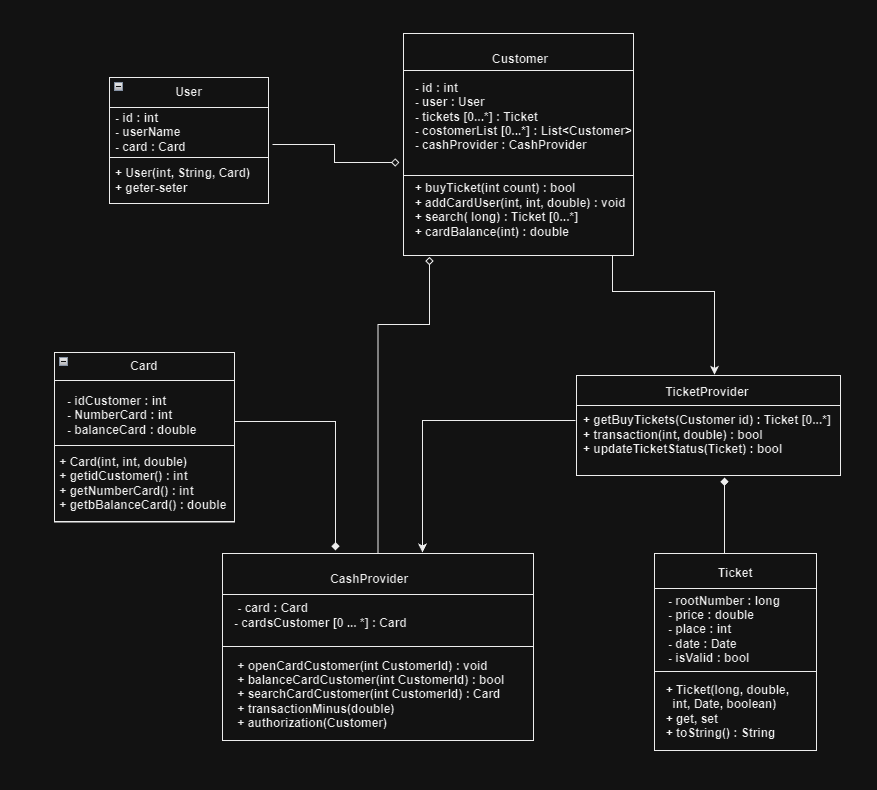 Customer
- id : int
- user : User
- tickets [0...*] : Ticket
- costomerList [0...*] : List<Customer>
- cashProvider : CashProvider
+ buyTicket(int count) : bool
+ addCardUser(int, int, double) : void
+ search( long) : Ticket [0...*]
+ cardBalance(int) : double
User
- id : int
- userName
- card : Card
+ User(int, String, Card)
+ geter-seter
Card
- idCustomer : int
- NumberCard : int
- balanceCard : double
+ Card(int, int, double)
+ getidCustomer() : int
+ getNumberCard() : int
+ getbBalanceCard() : double
TicketProvider
+ getBuyTickets(Customer id) : Ticket [0...*]
+ transaction(int, double) : bool
+ updateTicketStatus(Ticket) : bool
CashProvider
- card : Card
- cardsCustomer [0 ... *] : Card
+ openCardCustomer(int CustomerId) : void
+ balanceCardCustomer(int CustomerId) : bool
+ searchCardCustomer(int CustomerId) : Card
+ transactionMinus(double)
+ authorization(Customer)
Ticket
- rootNumber : long
- price : double
- place : int
- date : Date
- isValid : bool
+ Ticket(long, double,
int, Date, boolean)
+ get, set
+ toString() : String